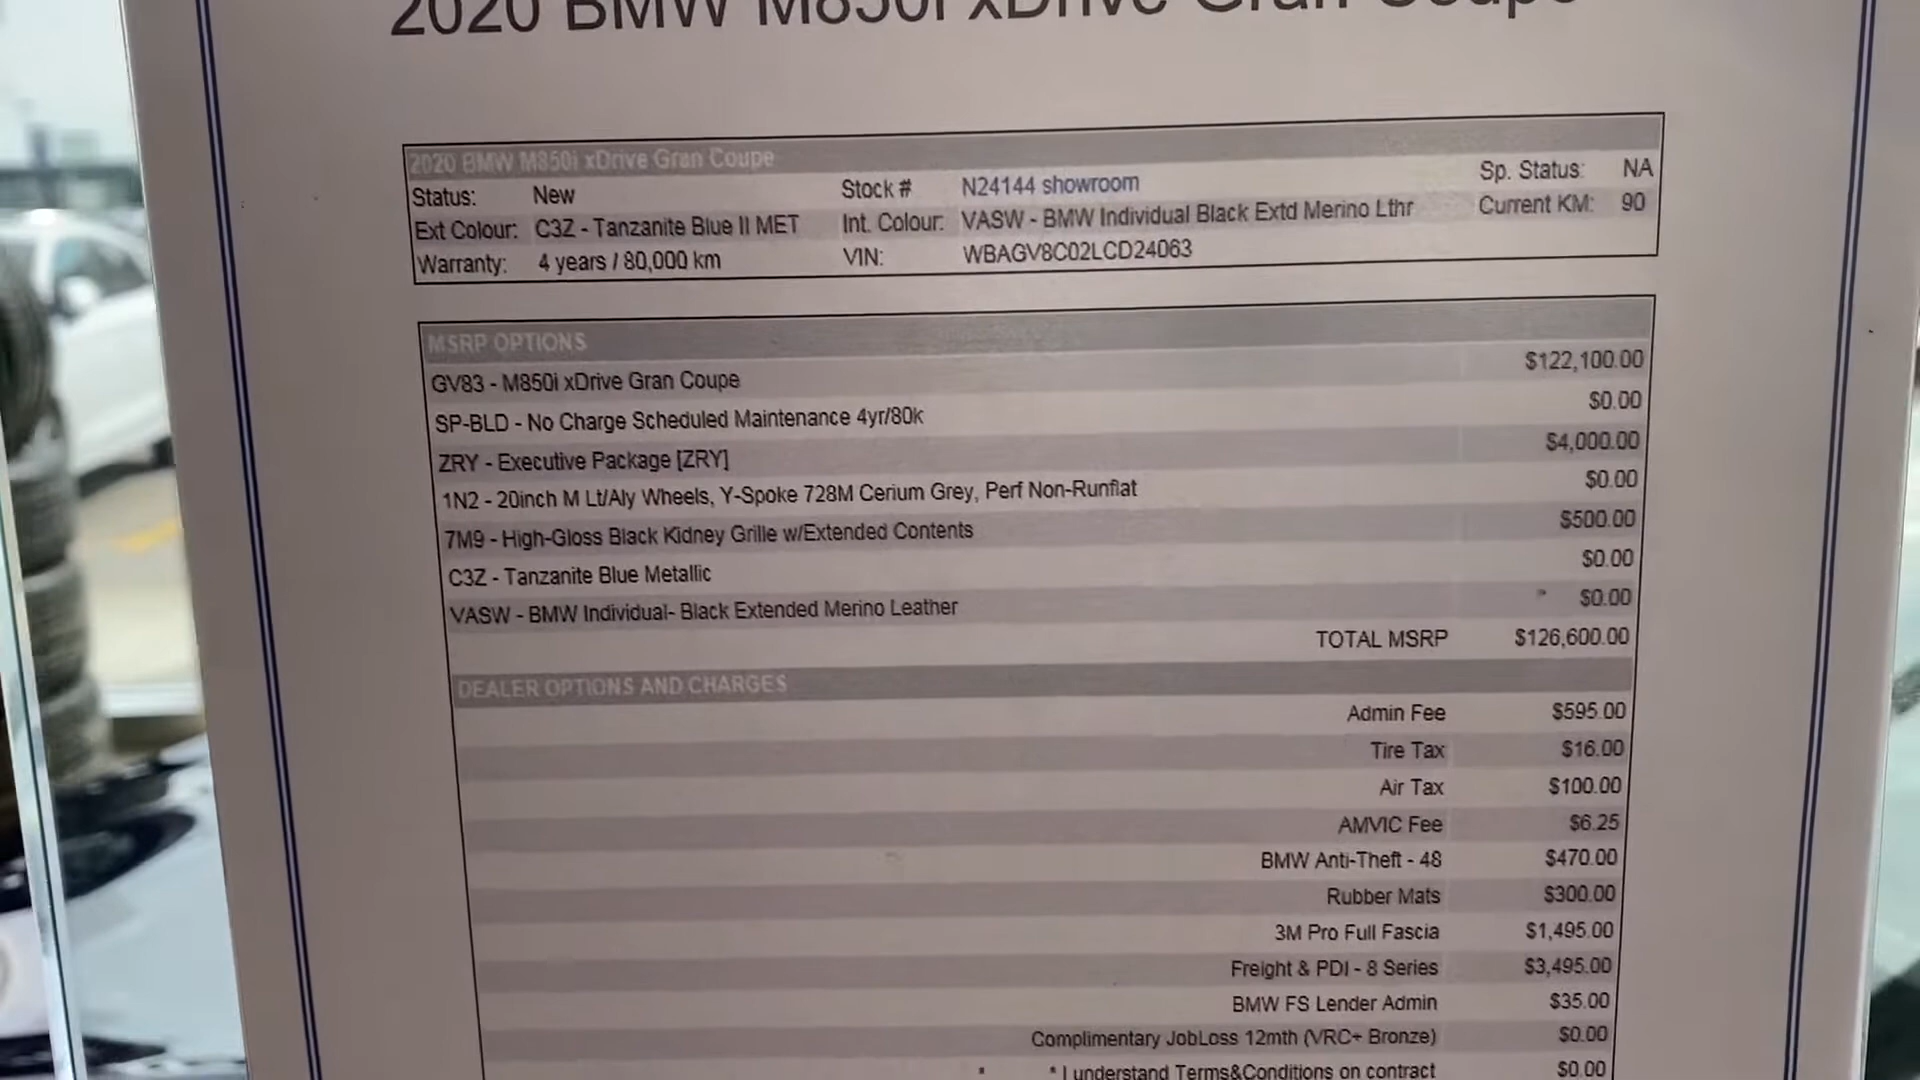 2020 BMW M850i xDrive Gran Coupe
2020 BMW M850i xDrive Gran Coupe
Status: New Stock # N24144 showroom Sp. Status: NA
Ext Colour: C3Z - Tanzanite Blue II MET Int. Colour: VASW - BMW Individual Black Extd Merino Lthr Current KM: 90
Warranty: 4 years / 80,000 km VIN: WBAGV8C02LCD24063
MSRP OPTIONS
GV83 - M850i xDrive Gran Coupe $122,100.00
SP-BLD - No Charge Scheduled Maintenance 4yr/80k $0.00
ZRY - Executive Package [ZRY] $4,000.00
1N2 - 20inch M Lt/Aly Wheels, Y-Spoke 728M Cerium Grey, Perf Non-Runflat $0.00
7M9 - High-Gloss Black Kidney Grille w/Extended Contents $500.00
C3Z - Tanzanite Blue Metallic $0.00
VASW - BMW Individual- Black Extended Merino Leather $0.00
TOTAL MSRP $126,600.00
DEALER OPTIONS AND CHARGES
Admin Fee $595.00
Tire Tax $16.00
Air Tax $100.00
AMVIC Fee $6.25
BMW Anti-Theft - 48 $470.00
Rubber Mats $300.00
3M Pro Full Fascia $1,495.00
Freight & PDI - 8 Series $3,495.00
BMW FS Lender Admin $35.00
Complimentary JobLoss 12mth (VRC+ Bronze) $0.00
* I understand Terms&Conditions on contract $0.00